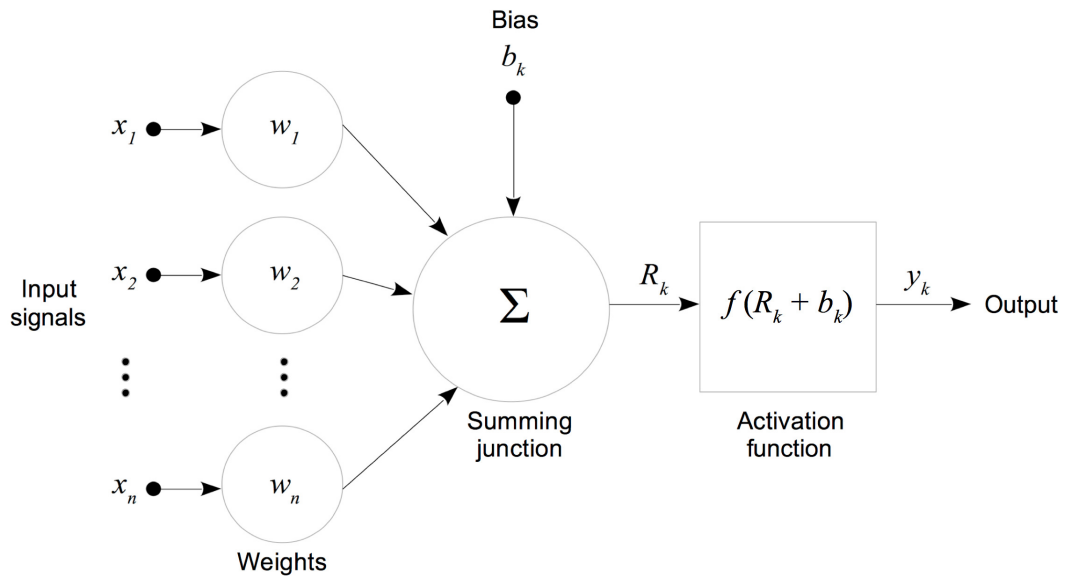 Bias
b_k
x_1
w_1
x_2
w_2
Input
signals
Σ
R_k
f(R_k + b_k)
y_k
Output
Summing
junction
Activation
function
x_n
w_n
Weights